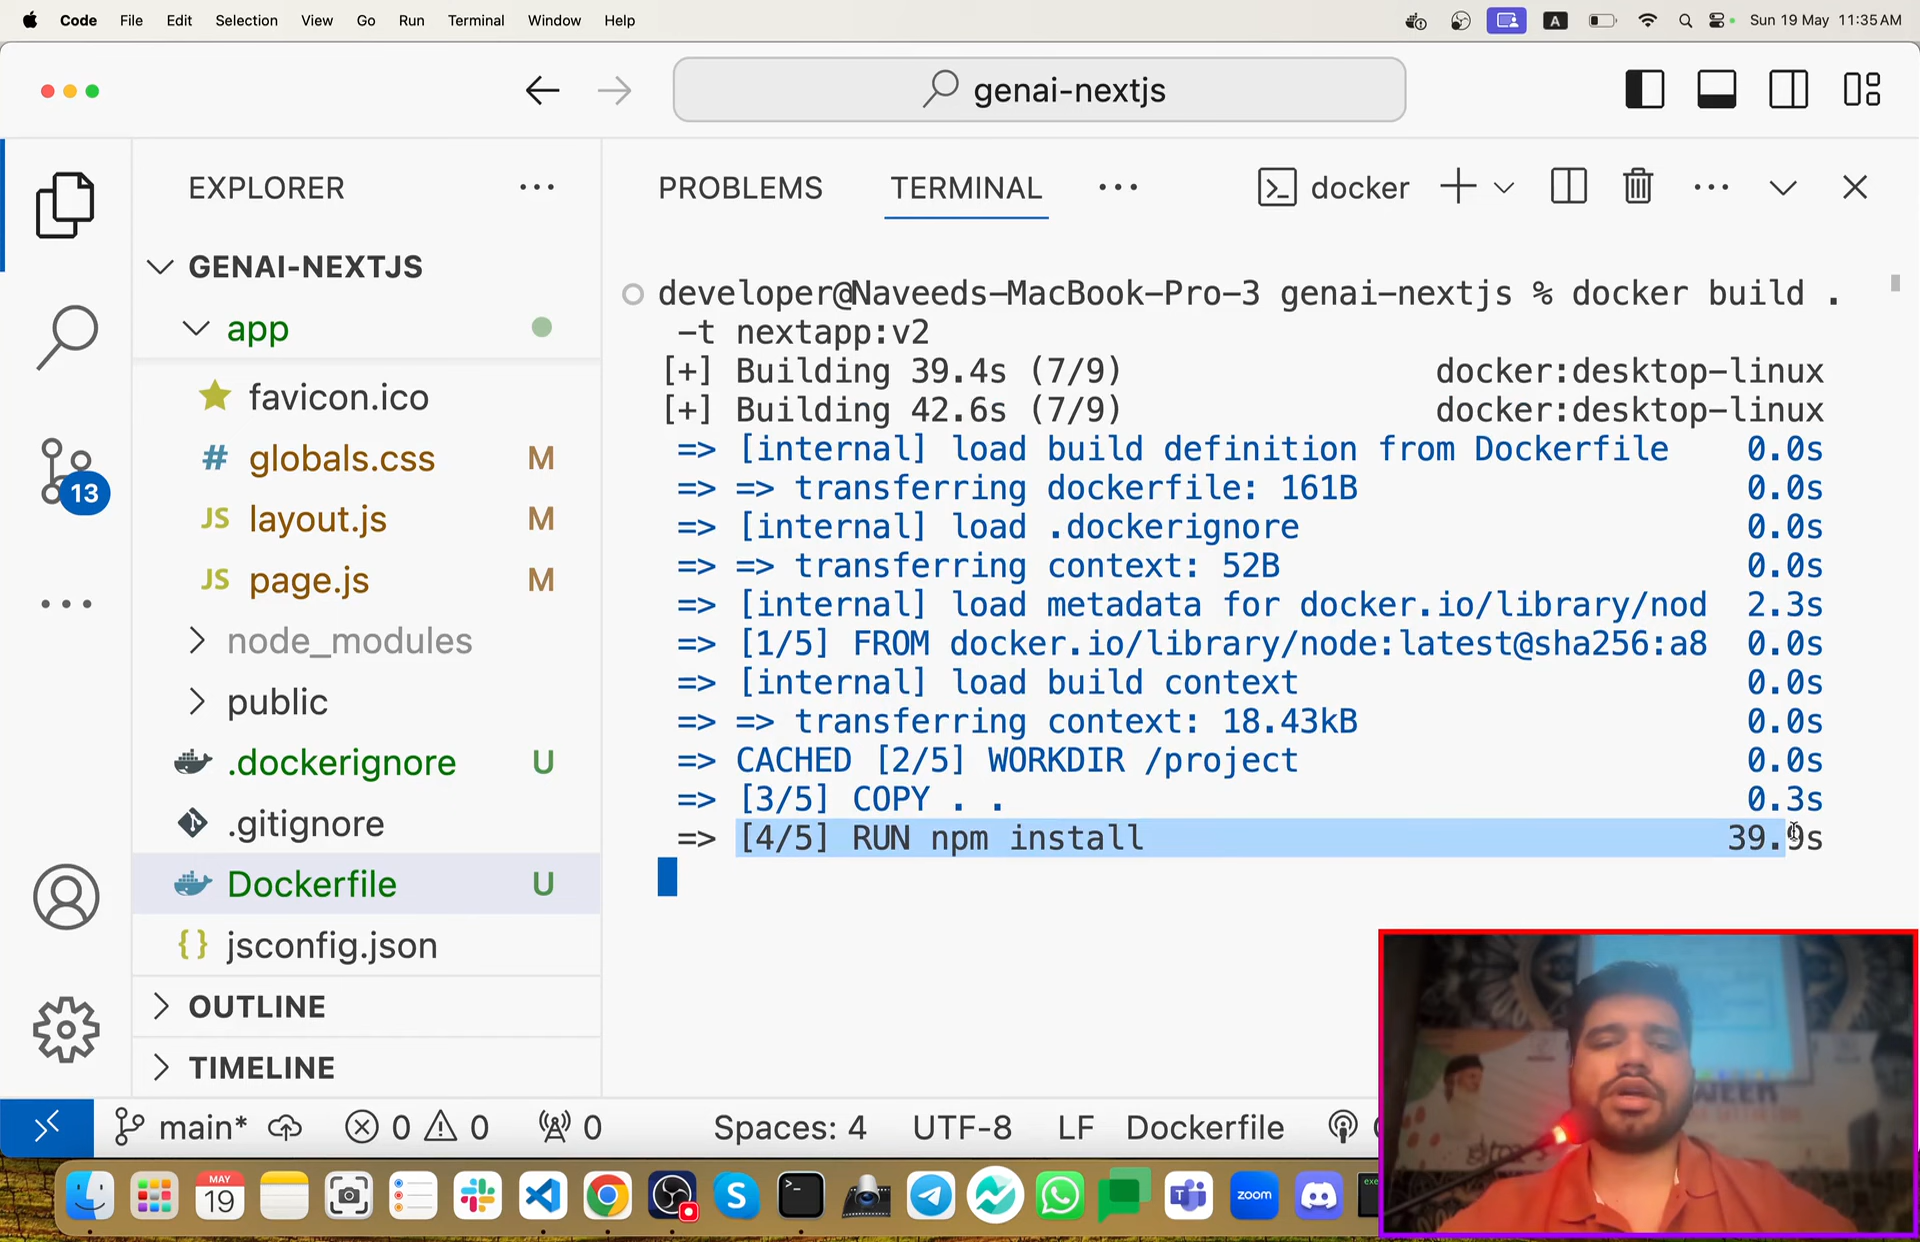 Code File Edit Selection View Go Run Terminal Window Help
A
Sun 19 May 11:35 AM
genai-nextjs
EXPLORER
PROBLEMS TERMINAL docker
GENAI-NEXTJS
app
favicon.ico
# globals.css M
JS layout.js M
JS page.js M
node_modules
public
.dockerignore U
.gitignore
Dockerfile U
{} jsconfig.json
OUTLINE
TIMELINE
13
developer@Naveeds-MacBook-Pro-3 genai-nextjs % docker build .
-t nextapp:v2
[+] Building 39.4s (7/9) docker:desktop-linux
[+] Building 42.6s (7/9) docker:desktop-linux
=> [internal] load build definition from Dockerfile 0.0s
=> => transferring dockerfile: 161B 0.0s
=> [internal] load .dockerignore 0.0s
=> => transferring context: 52B 0.0s
=> [internal] load metadata for docker.io/library/nod 2.3s
=> [1/5] FROM docker.io/library/node:latest@sha256:a8 0.0s
=> [internal] load build context 0.0s
=> => transferring context: 18.43kB 0.0s
=> CACHED [2/5] WORKDIR /project 0.0s
=> [3/5] COPY . . 0.3s
=> [4/5] RUN npm install 39.9s
main* 0 0 0 Spaces: 4 UTF-8 LF Dockerfile
MAY
19
S
zoom
exe
WEEK